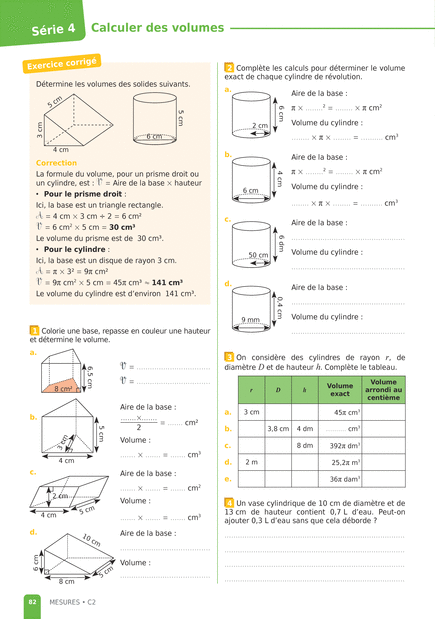 Série 4
Calculer des volumes
Exercice corrigé
Détermine les volumes des solides suivants.
5 cm
3 cm
4 cm
5 cm
6 cm
Correction
La formule du volume, pour un prisme droit ou
un cylindre, est : 𝒱 = Aire de la base × hauteur
• Pour le prisme droit :
Ici, la base est un triangle rectangle.
𝒜 = 4 cm × 3 cm ÷ 2 = 6 cm²
𝒱 = 6 cm² × 5 cm = 30 cm³
Le volume du prisme est de 30 cm³.
• Pour le cylindre :
Ici, la base est un disque de rayon 3 cm.
𝒜 = π × 3² = 9π cm²
𝒱 = 9π cm² × 5 cm = 45π cm³ ≈ 141 cm³
Le volume du cylindre est d'environ 141 cm³.
1 Colorie une base, repasse en couleur une hauteur
et détermine le volume.
a.
6,5 cm
8 cm²
𝒱 = ..............................
𝒱 = ..............................
b.
3 cm
5 cm
4 cm
Aire de la base :
.......×....... / 2 = ....... cm²
Volume :
....... × ....... = ....... cm³
c.
2 cm
4 cm
5 cm
Aire de la base :
....... × ....... = ....... cm²
Volume :
....... × ....... = ....... cm³
d.
10 cm
6 cm
8 cm
5 cm
Aire de la base :
..............................
Volume :
..............................
2 Complète les calculs pour déterminer le volume
exact de chaque cylindre de révolution.
a.
6 cm
2 cm
Aire de la base :
π × ........² = ........ × π cm²
Volume du cylindre :
........ × π × ........ = .......... cm³
b.
4 cm
6 cm
Aire de la base :
π × ........² = ........ × π cm²
Volume du cylindre :
........ × π × ........ = .......... cm³
c.
6 dm
50 cm
Aire de la base :
..............................
Volume du cylindre :
..............................
d.
0,4 cm
9 mm
Aire de la base :
..............................
Volume du cylindre :
..............................
3 On considère des cylindres de rayon r, de
diamètre D et de hauteur h. Complète le tableau.
r D h Volume exact Volume arrondi au centième
a. 3 cm 45π cm³
b. 3,8 cm 4 dm .......... cm³
c. 8 dm 392π dm³
d. 2 m 25,2π m³
e. 36π dam³
4 Un vase cylindrique de 10 cm de diamètre et de
13 cm de hauteur contient 0,7 L d'eau. Peut-on
ajouter 0,3 L d'eau sans que cela déborde ?
..............................
..............................
..............................
..............................
82 MESURES • C2